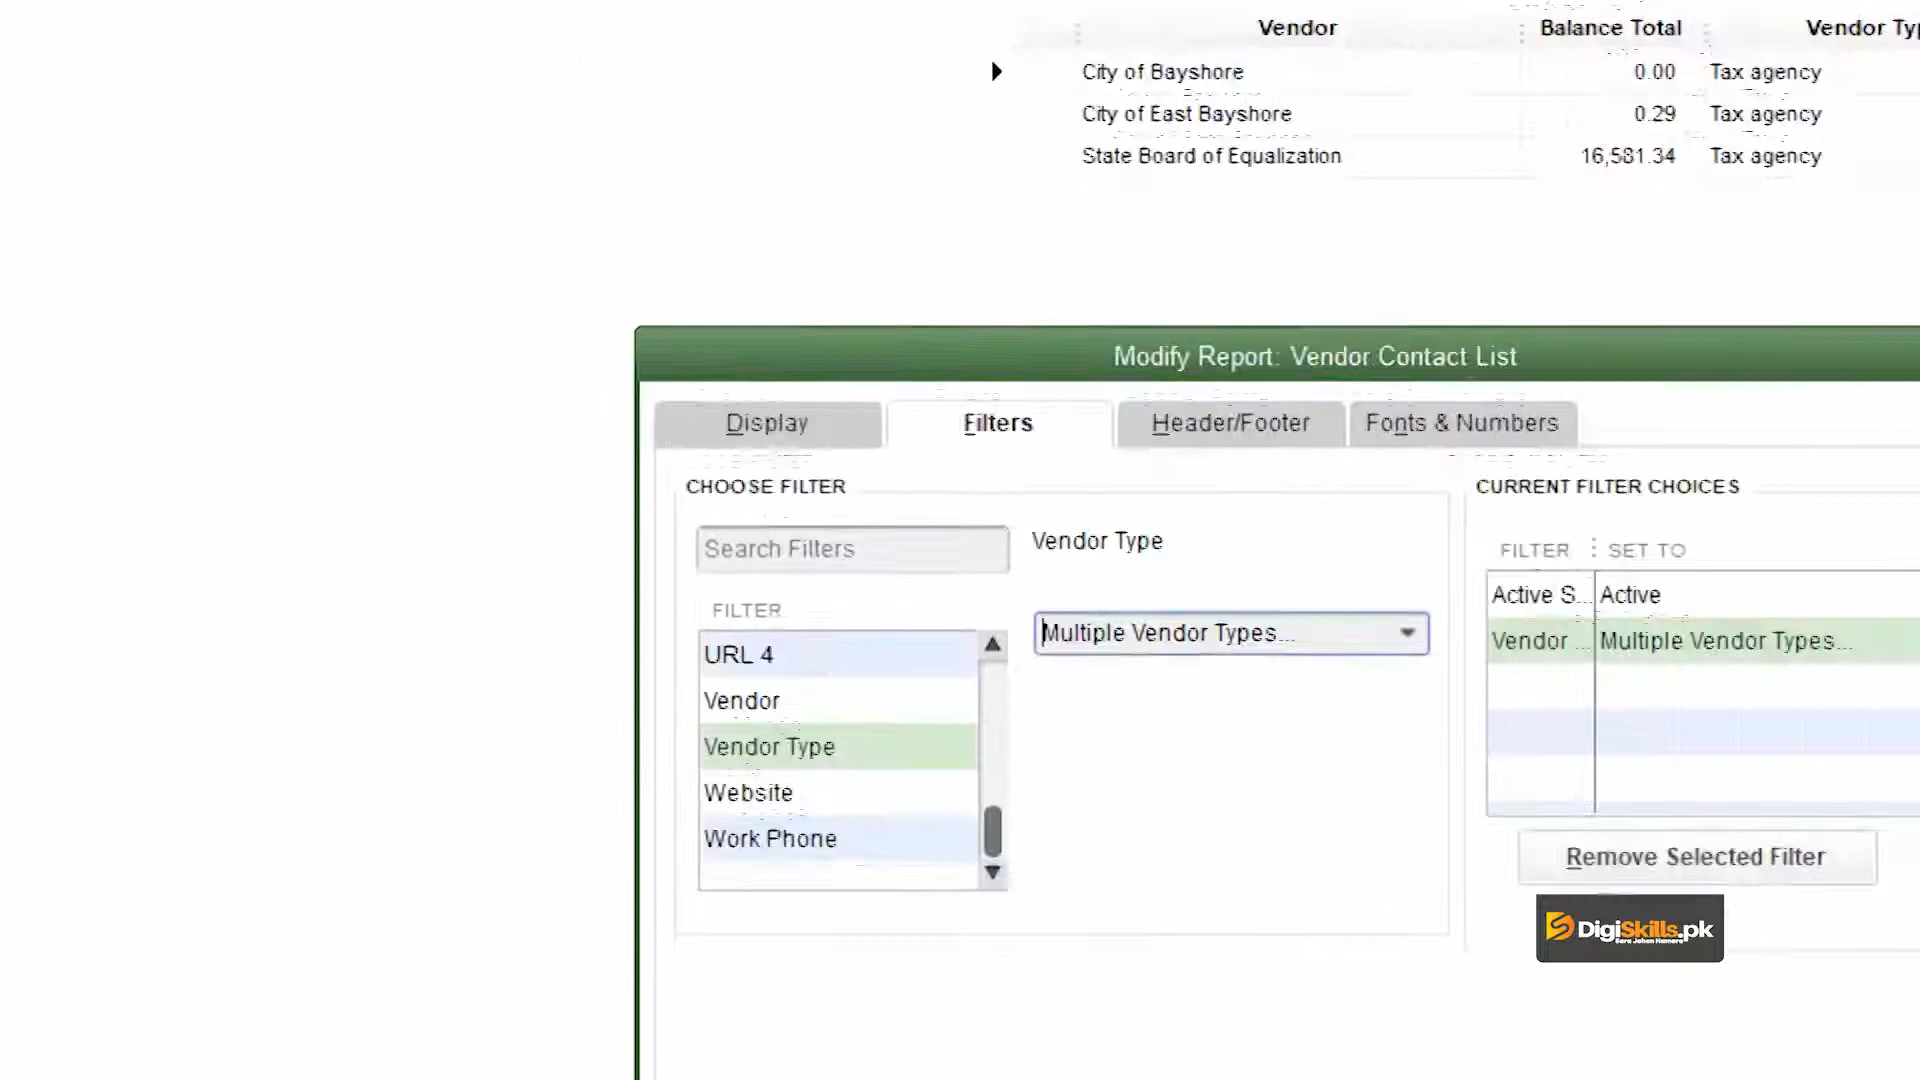 Vendor Balance Total Vendor Typ
City of Bayshore 0.00 Tax agency
City of East Bayshore 0.29 Tax agency
State Board of Equalization 16,581.34 Tax agency
Modify Report: Vendor Contact List
Display Filters Header/Footer Fonts & Numbers
CHOOSE FILTER
Search Filters
Vendor Type
FILTER
Multiple Vendor Types...
URL 4
Vendor
Vendor Type
Website
Work Phone
CURRENT FILTER CHOICES
FILTER SET TO
Active S... Active
Vendor ... Multiple Vendor Types...
Remove Selected Filter
DigiSkills.pk
Sara Jahan Hamara